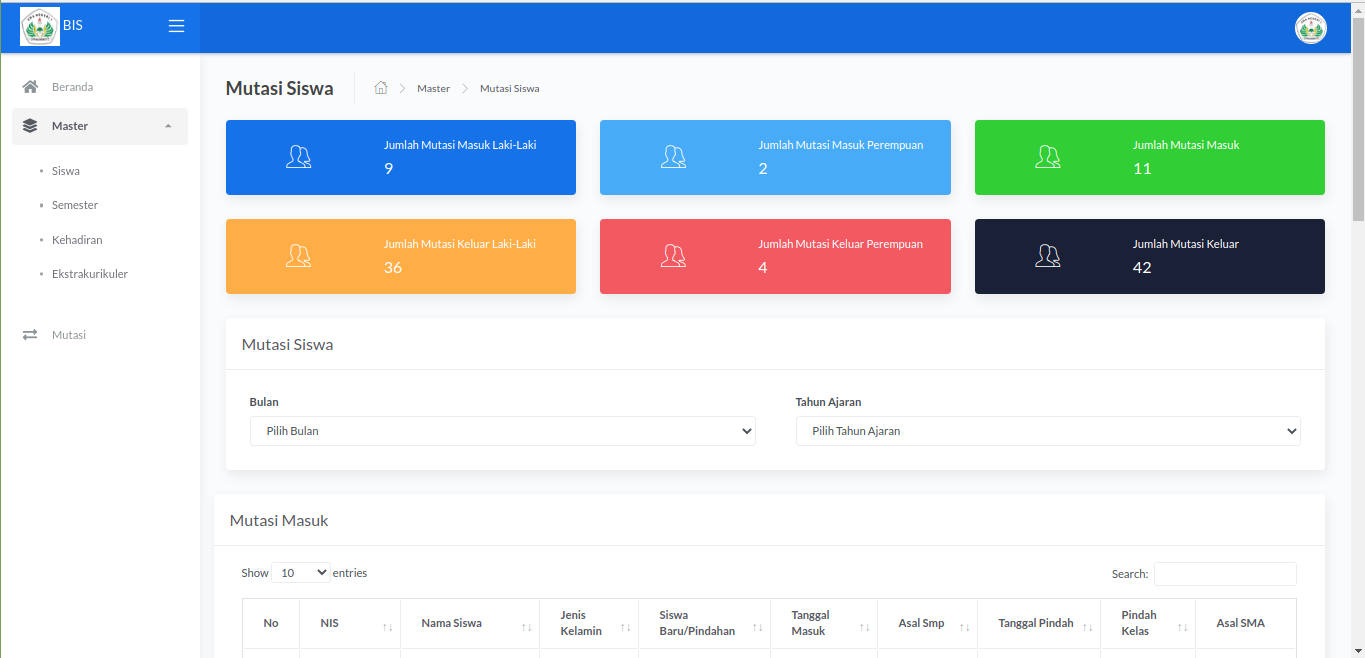 BIS
Beranda
Master
Siswa
Semester
Kehadiran
Ekstrakurikuler
Mutasi
Mutasi Siswa
Master
Mutasi Siswa
Jumlah Mutasi Masuk Laki-Laki
9
Jumlah Mutasi Masuk Perempuan
2
Jumlah Mutasi Masuk
11
Jumlah Mutasi Keluar Laki-Laki
36
Jumlah Mutasi Keluar Perempuan
4
Jumlah Mutasi Keluar
42
Mutasi Siswa
Bulan
Pilih Bulan
Tahun Ajaran
Pilih Tahun Ajaran
Mutasi Masuk
Show 10 entries
Search:
No
NIS
Nama Siswa
Jenis
Kelamin
Siswa
Baru/Pindahan
Tanggal
Masuk
Asal Smp
Tanggal Pindah
Pindah
Kelas
Asal SMA